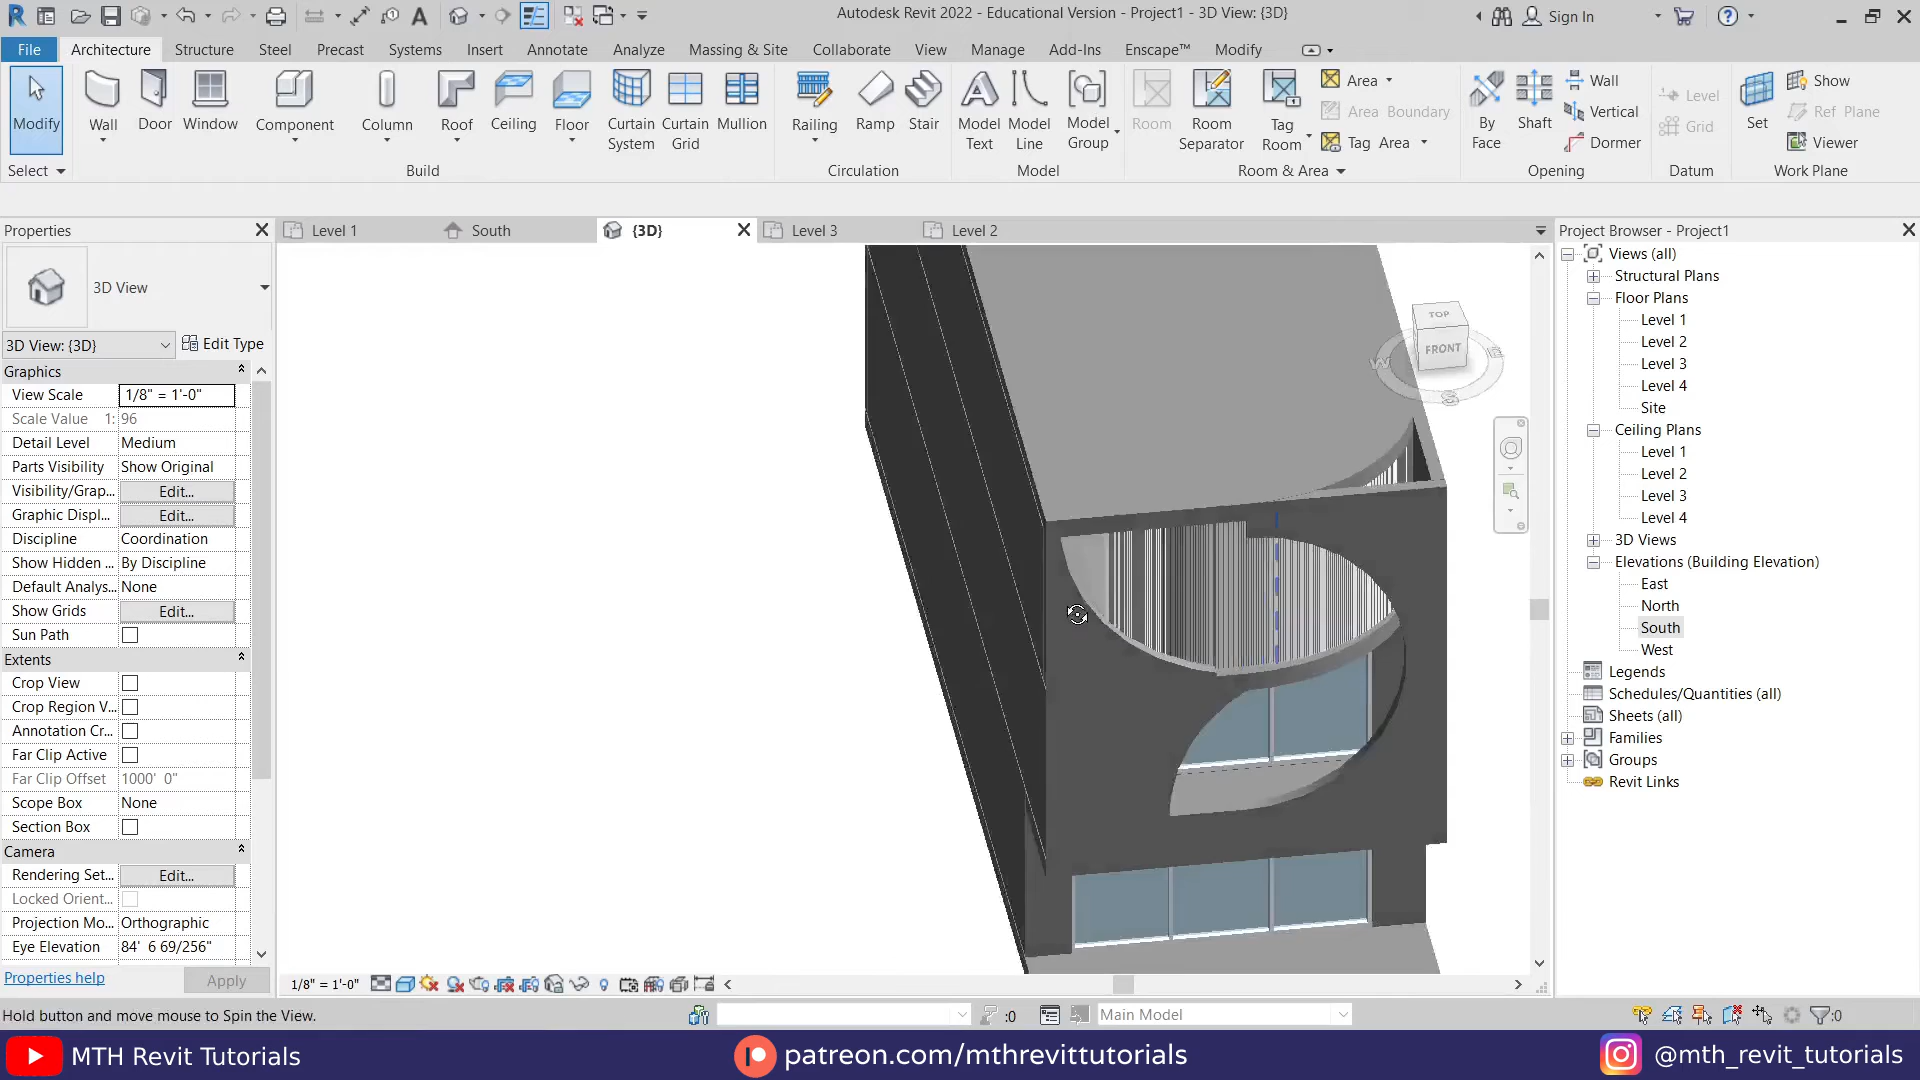 Autodesk Revit 2022 - Educational Version - Project1 - 3D View: {3D}
Sign In
File Architecture Structure Steel Precast Systems Insert Annotate Analyze Massing & Site Collaborate View Manage Add-Ins Enscape™ Modify
Modify
Wall
Door
Window
Component
Column
Roof
Ceiling
Floor
Curtain System
Curtain Grid
Mullion
Railing
Ramp
Stair
Model Text
Model Line
Model Group
Room
Room Separator
Tag Room
Area
Area Boundary
Tag Area
By Face
Shaft
Wall
Vertical
Dormer
Level
Grid
Set
Show
Ref Plane
Viewer
Select Build Circulation Model Room & Area Opening Datum Work Plane
Properties
Level 1 South {3D} Level 3 Level 2
Project Browser - Project1
3D View
3D View: {3D} Edit Type
Graphics
View Scale 1/8" = 1'-0"
Scale Value 1: 96
Detail Level Medium
Parts Visibility Show Original
Visibility/Grap... Edit...
Graphic Displ... Edit...
Discipline Coordination
Show Hidden ... By Discipline
Default Analys... None
Show Grids Edit...
Sun Path
Extents
Crop View
Crop Region V...
Annotation Cr...
Far Clip Active
Far Clip Offset 1000' 0"
Scope Box None
Section Box
Camera
Rendering Set... Edit...
Locked Orient...
Projection Mo... Orthographic
Eye Elevation 84' 6 69/256"
Properties help Apply
TOP
FRONT
W
E
S
Views (all)
Structural Plans
Floor Plans
Level 1
Level 2
Level 3
Level 4
Site
Ceiling Plans
Level 1
Level 2
Level 3
Level 4
3D Views
Elevations (Building Elevation)
East
North
South
West
Legends
Schedules/Quantities (all)
Sheets (all)
Families
Groups
Revit Links
1/8" = 1'-0"
Hold button and move mouse to Spin the View.
:0
Main Model
:0
MTH Revit Tutorials
patreon.com/mthrevittutorials
@mth_revit_tutorials